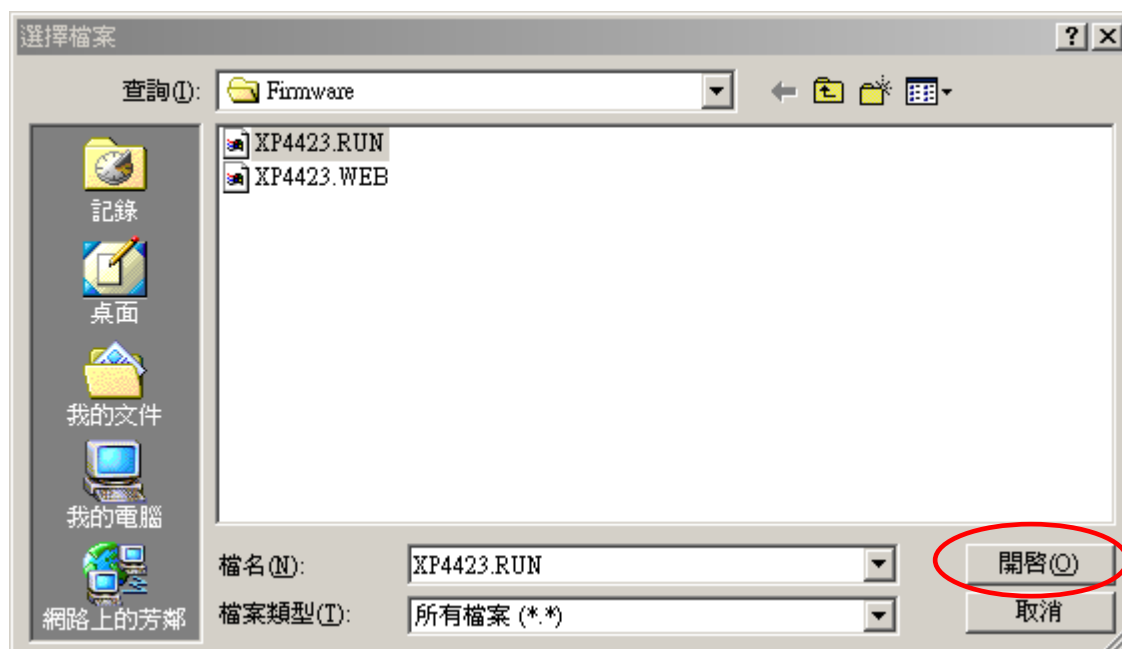 選擇檔案
查詢(I):
Firmware
XP4423.RUN
XP4423.WEB
記錄
桌面
我的文件
我的電腦
網路上的芳鄰
檔名(N):
XP4423.RUN
開啓(O)
檔案類型(T):
所有檔案 (*.*)
取消